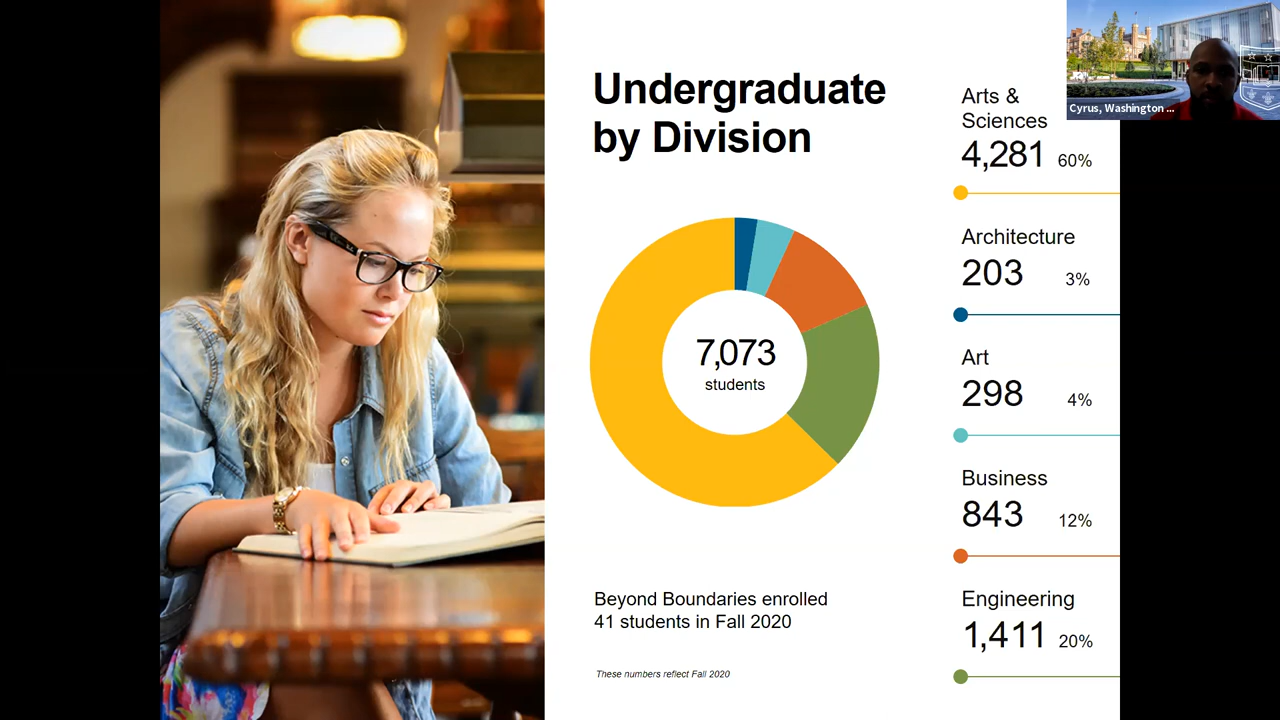 Undergraduate
by Division
7,073
students
Beyond Boundaries enrolled
41 students in Fall 2020
These numbers reflect Fall 2020
Arts &
Sciences
4,281 60%
Architecture
203 3%
Art
298 4%
Business
843 12%
Engineering
1,411 20%
Cyrus, Washington ...